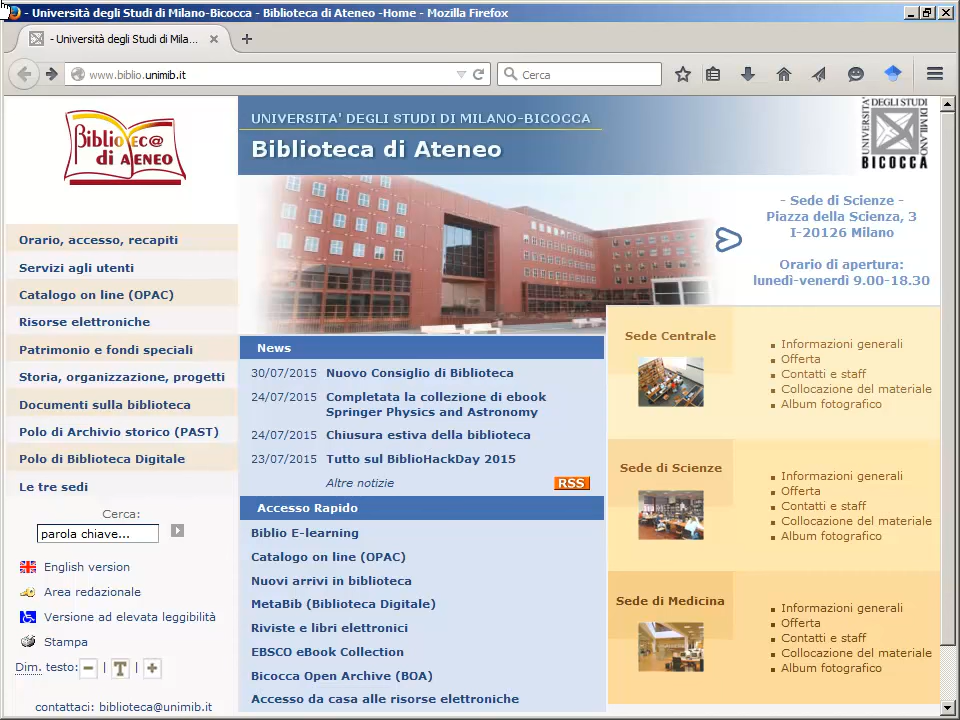 - Università degli Studi di Milano-Bicocca - Biblioteca di Ateneo -Home - Mozilla Firefox
- Università degli Studi di Mila...
www.biblio.unimib.it
Cerca
Bibliotec@
di ATENEO
UNIVERSITA' DEGLI STUDI DI MILANO-BICOCCA
Biblioteca di Ateneo
UNIVERSITA'
DEGLI STUDI
DI MILANO
BICOCCA
- Sede di Scienze -
Piazza della Scienza, 3
I-20126 Milano
Orario di apertura:
lunedì-venerdì 9.00-18.30
Orario, accesso, recapiti
Servizi agli utenti
Catalogo on line (OPAC)
Risorse elettroniche
Patrimonio e fondi speciali
Storia, organizzazione, progetti
Documenti sulla biblioteca
Polo di Archivio storico (PAST)
Polo di Biblioteca Digitale
Le tre sedi
Cerca:
parola chiave...
English version
Area redazionale
Versione ad elevata leggibilità
Stampa
Dim. testo: - | T | +
contattaci: biblioteca@unimib.it
News
30/07/2015 Nuovo Consiglio di Biblioteca
24/07/2015 Completata la collezione di ebook
Springer Physics and Astronomy
24/07/2015 Chiusura estiva della biblioteca
23/07/2015 Tutto sul BiblioHackDay 2015
Altre notizie
RSS
Accesso Rapido
Biblio E-learning
Catalogo on line (OPAC)
Nuovi arrivi in biblioteca
MetaBib (Biblioteca Digitale)
Riviste e libri elettronici
EBSCO eBook Collection
Bicocca Open Archive (BOA)
Accesso da casa alle risorse elettroniche
Sede Centrale
Informazioni generali
Offerta
Contatti e staff
Collocazione del materiale
Album fotografico
Sede di Scienze
Informazioni generali
Offerta
Contatti e staff
Collocazione del materiale
Album fotografico
Sede di Medicina
Informazioni generali
Offerta
Contatti e staff
Collocazione del materiale
Album fotografico